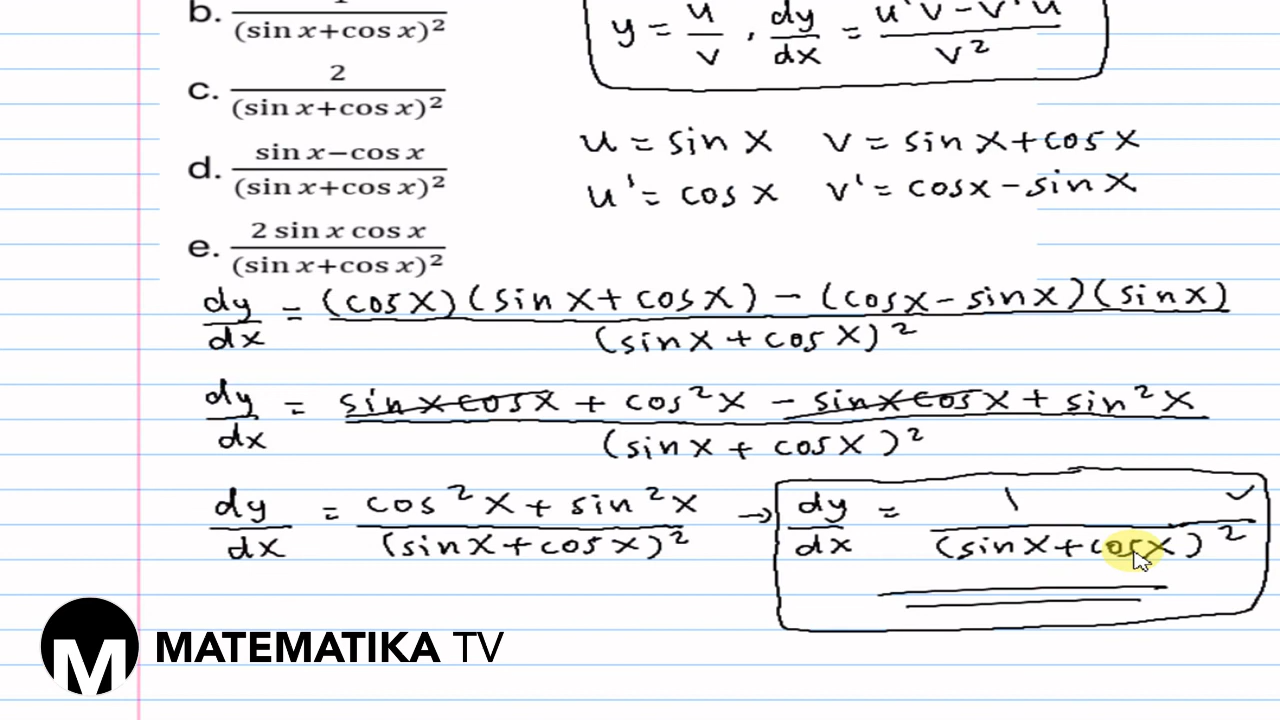 b. 1/(sin x+cos x)²
y = u/v , dy/dx = u'v - v'u/v²
c. 2/(sin x+cos x)²
u = sin x v = sin x + cos x
d. sin x−cos x/(sin x+cos x)²
u' = cos x v' = cos x - sin x
e. 2 sin x cos x/(sin x+cos x)²
dy/dx = (cos x)(sin x + cos x) - (cos x - sin x)(sin x)/(sin x + cos x)²
dy/dx = sin x cos x + cos² x - sin x cos x + sin² x/(sin x + cos x)²
dy/dx = cos² x + sin² x/(sin x + cos x)² → dy/dx = 1/(sin x + cos x)²
M MATEMATIKA TV